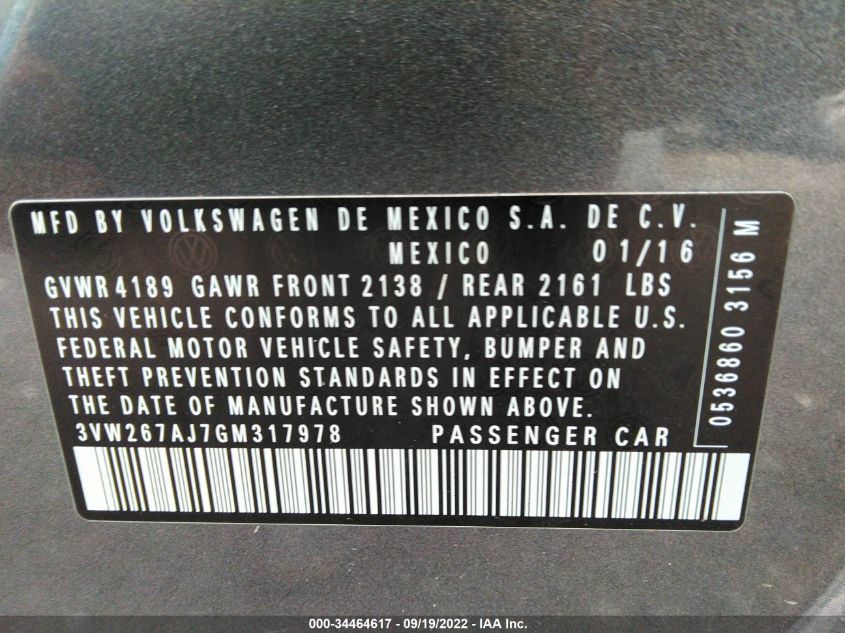 MFD BY VOLKSWAGEN DE MEXICO S.A. DE C.V.
MEXICO 01/16
GVWR 4189 GAWR FRONT 2138 / REAR 2161 LBS
THIS VEHICLE CONFORMS TO ALL APPLICABLE U.S.
FEDERAL MOTOR VEHICLE SAFETY, BUMPER AND
THEFT PREVENTION STANDARDS IN EFFECT ON
THE DATE OF MANUFACTURE SHOWN ABOVE.
3VW267AJ7GM317978 PASSENGER CAR
0536860 3156 M
000-34464617 - 09/19/2022 - IAA Inc.